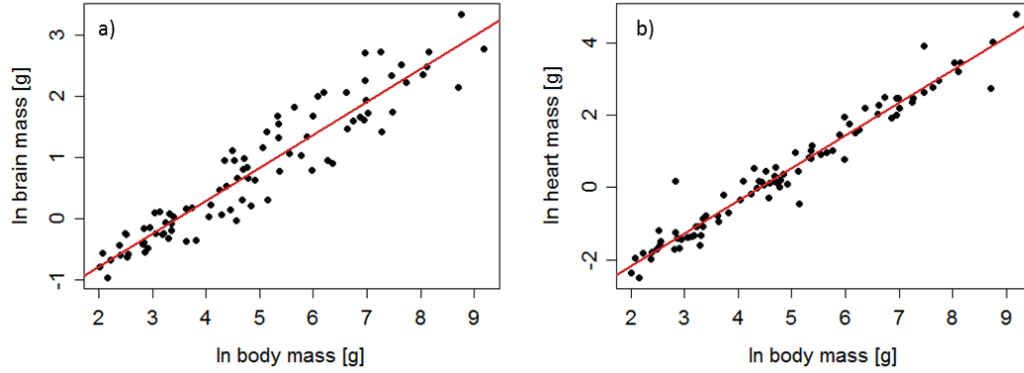 a)
3
2
1
0
-1
ln brain mass [g]
2 3 4 5 6 7 8 9
ln body mass [g]
b)
4
2
0
-2
ln heart mass [g]
2 3 4 5 6 7 8 9
ln body mass [g]